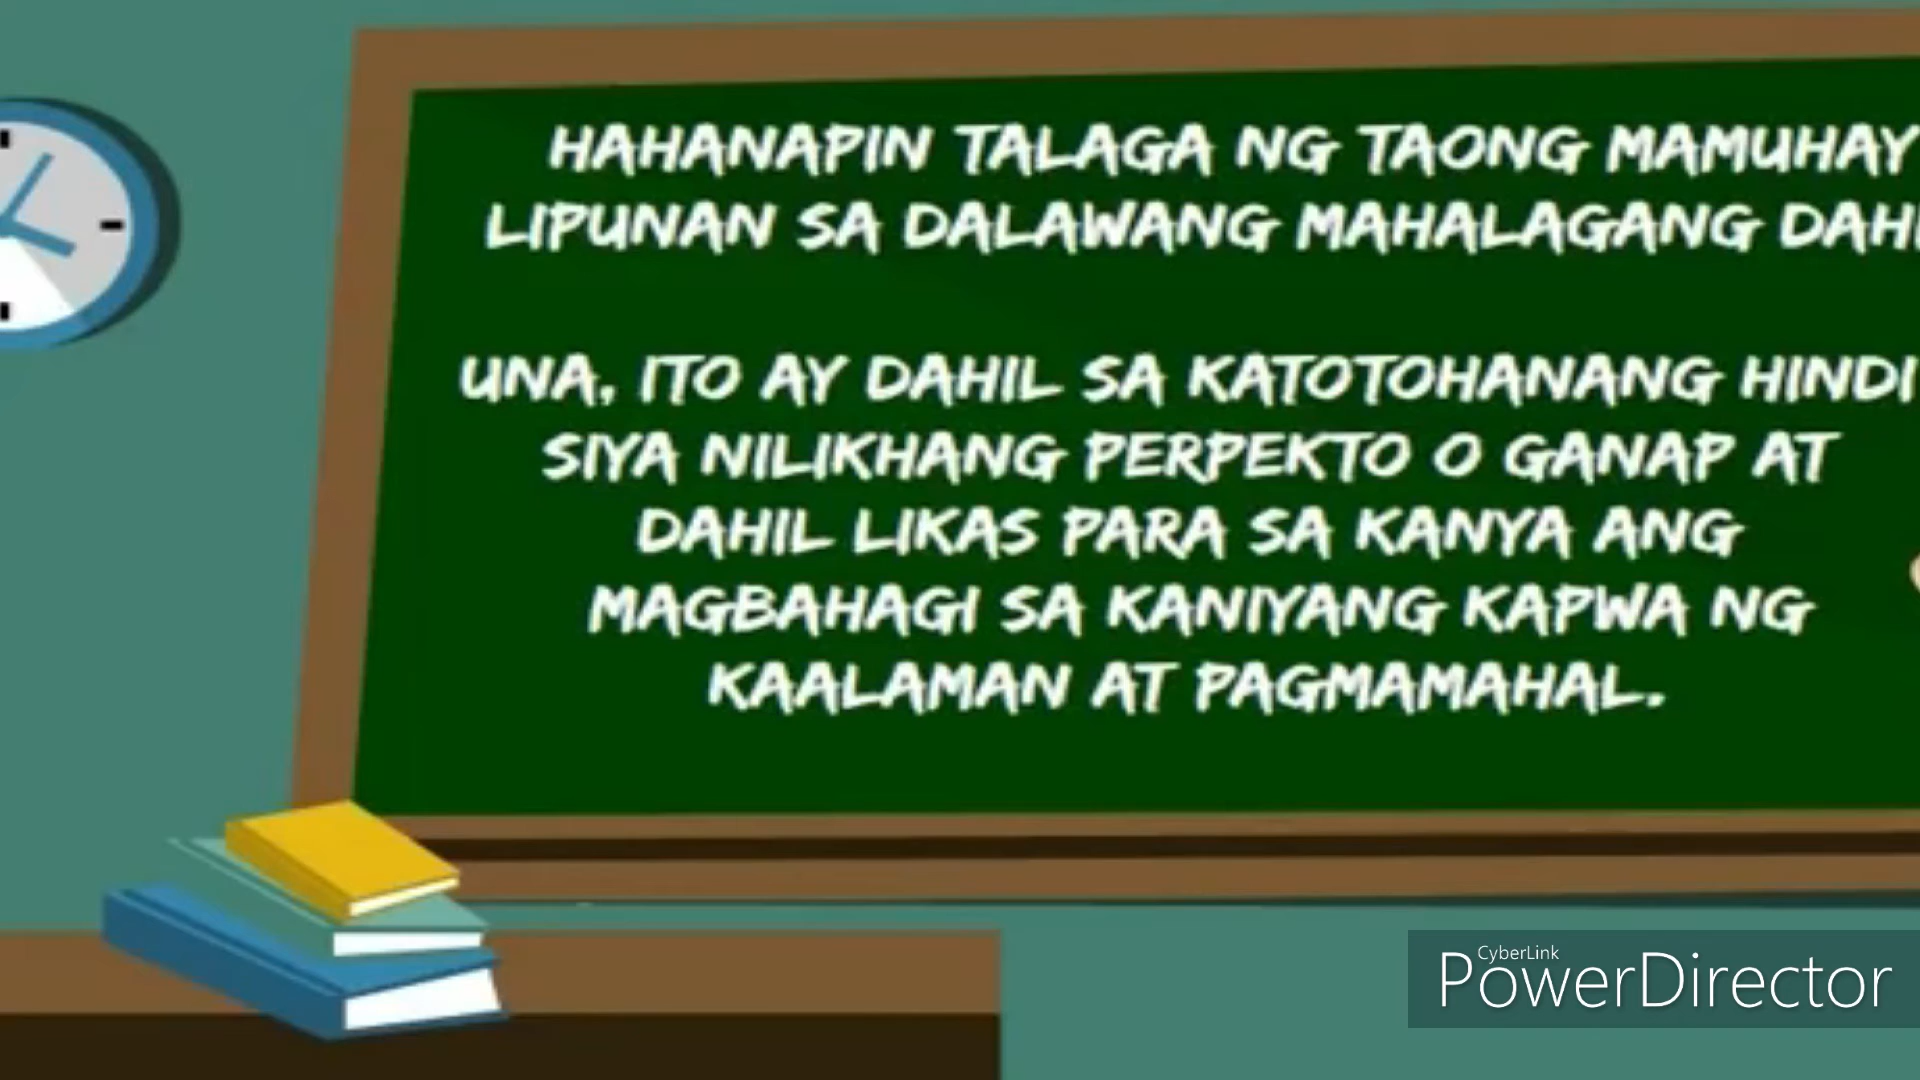 HAHANAPIN TALAGA NG TAONG MAMUHAY
LIPUNAN SA DALAWANG MAHALAGANG
UNA, ITO AY DAHIL SA KATOTOHANANG HINDI
SIYA NILIKHANG PERPEKTO O GANAP AT
DAHIL LIKAS PARA SA KANYA ANG
MAGBAHAGI SA KANIYANG KAPWA NG
KAALAMAN AT PAGMAMAHAL.
CyberLink
PowerDirector